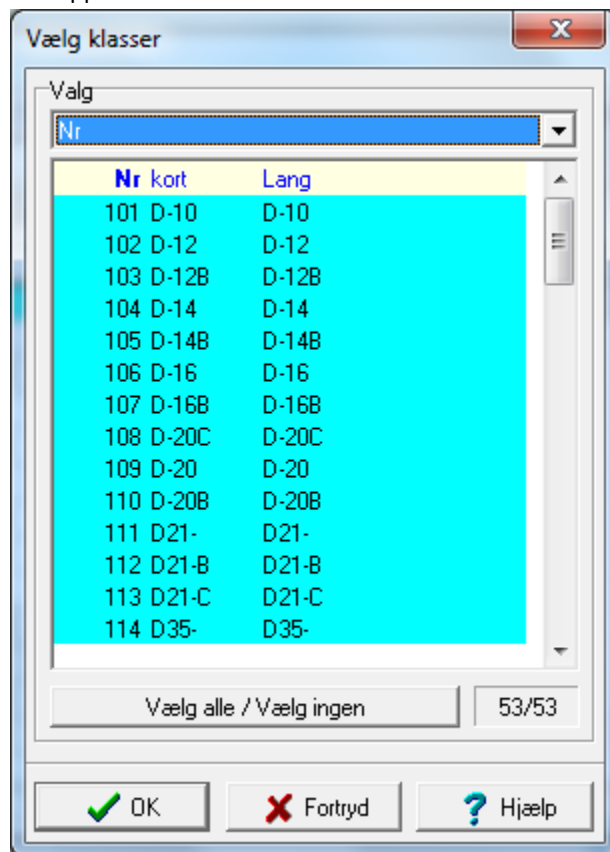 Vælg klasser
Valg
Nr
Nr kort Lang
101 D-10 D-10
102 D-12 D-12
103 D-12B D-12B
104 D-14 D-14
105 D-14B D-14B
106 D-16 D-16
107 D-16B D-16B
108 D-20C D-20C
109 D-20 D-20
110 D-20B D-20B
111 D21- D21-
112 D21-B D21-B
113 D21-C D21-C
114 D35- D35-
Vælg alle / Vælg ingen 53/53
OK Fortryd Hjælp